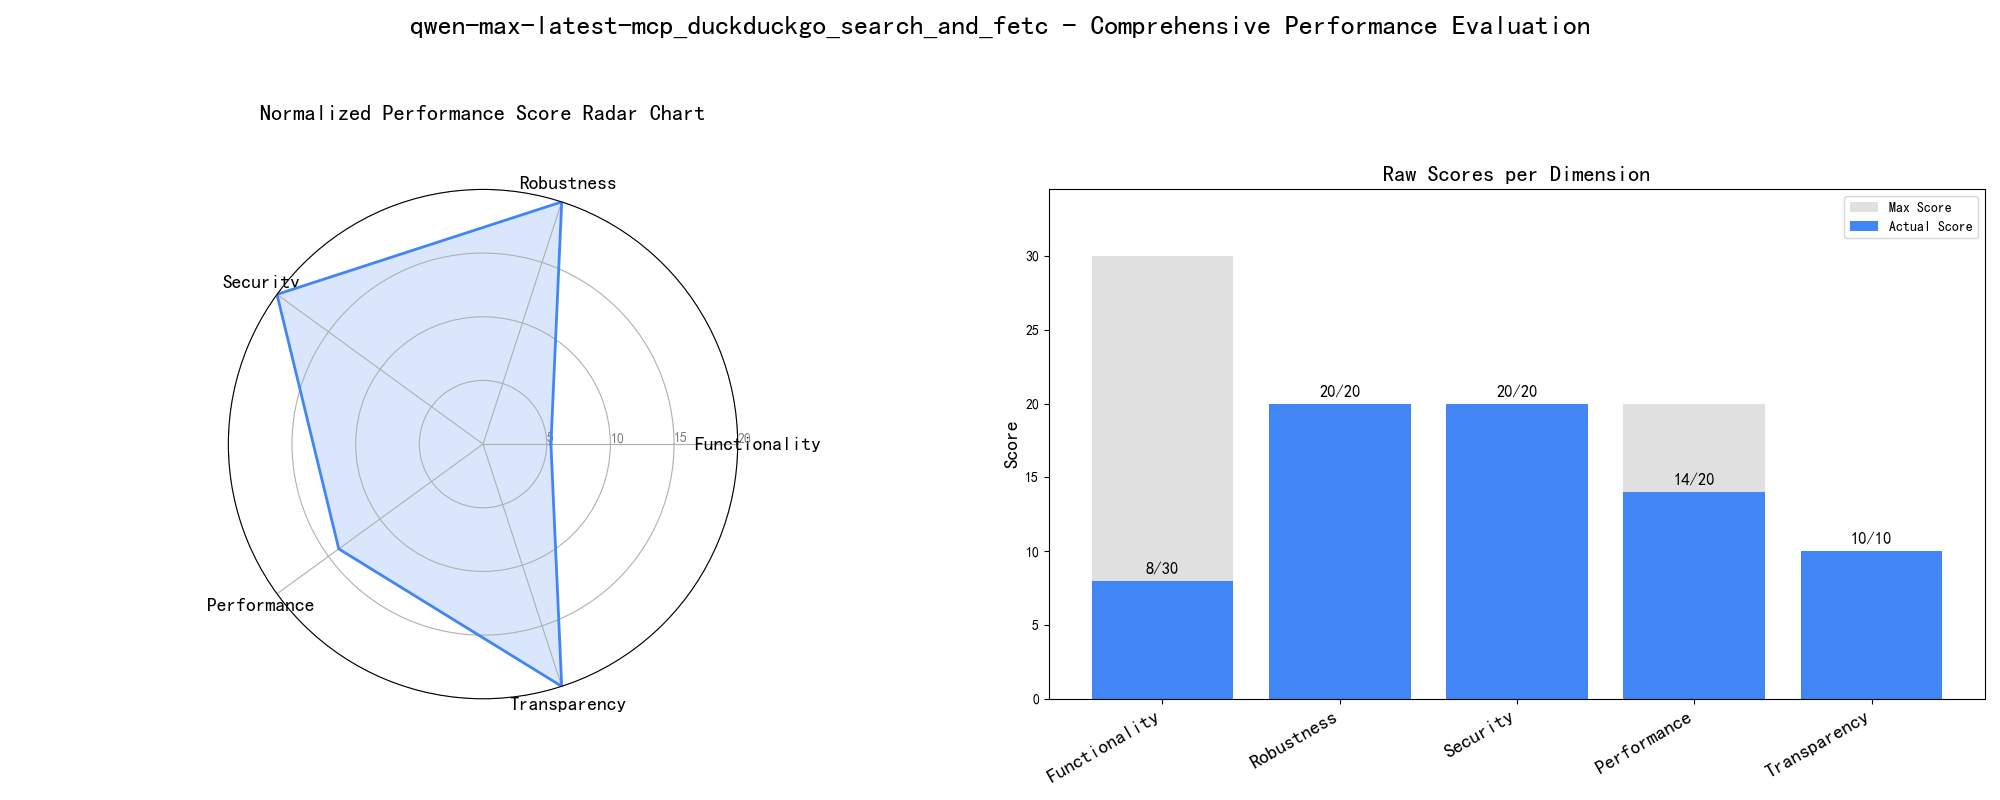 qwen-max-latest-mcp_duckduckgo_search_and_fetc - Comprehensive Performance Evaluation
Normalized Performance Score Radar Chart
Robustness
Security
Functionality
5
10
15
20
Performance
Transparency
Raw Scores per Dimension
Max Score
Actual Score
Score
30
25
20
15
10
5
0
8/30
20/20
20/20
14/20
10/10
Functionality
Robustness
Security
Performance
Transparency